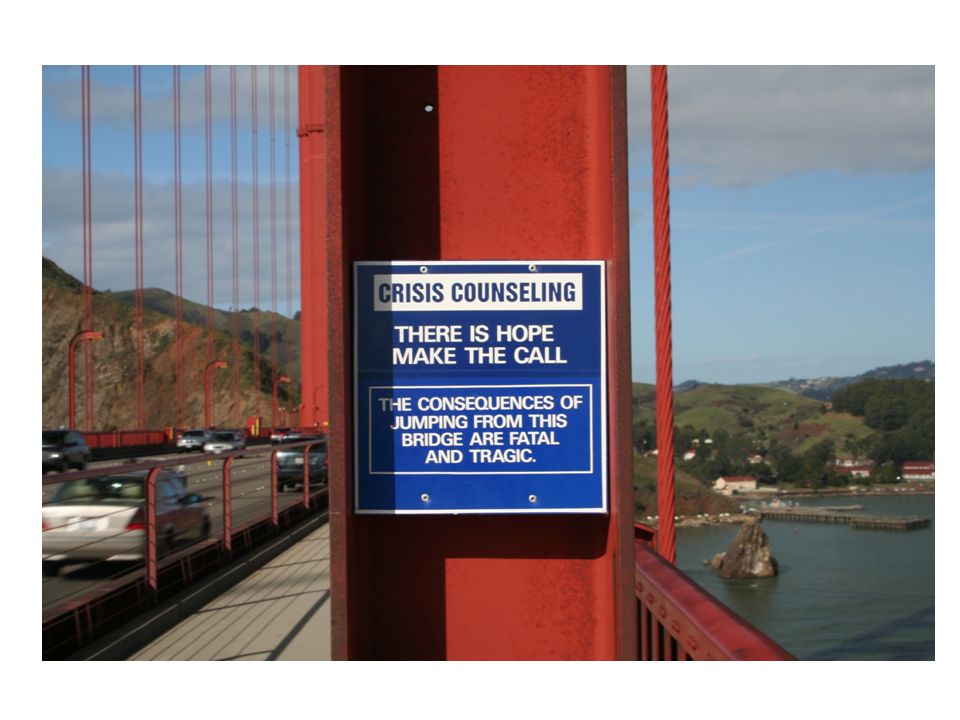 CRISIS COUNSELING
THERE IS HOPE
MAKE THE CALL
THE CONSEQUENCES OF
JUMPING FROM THIS
BRIDGE ARE FATAL
AND TRAGIC.